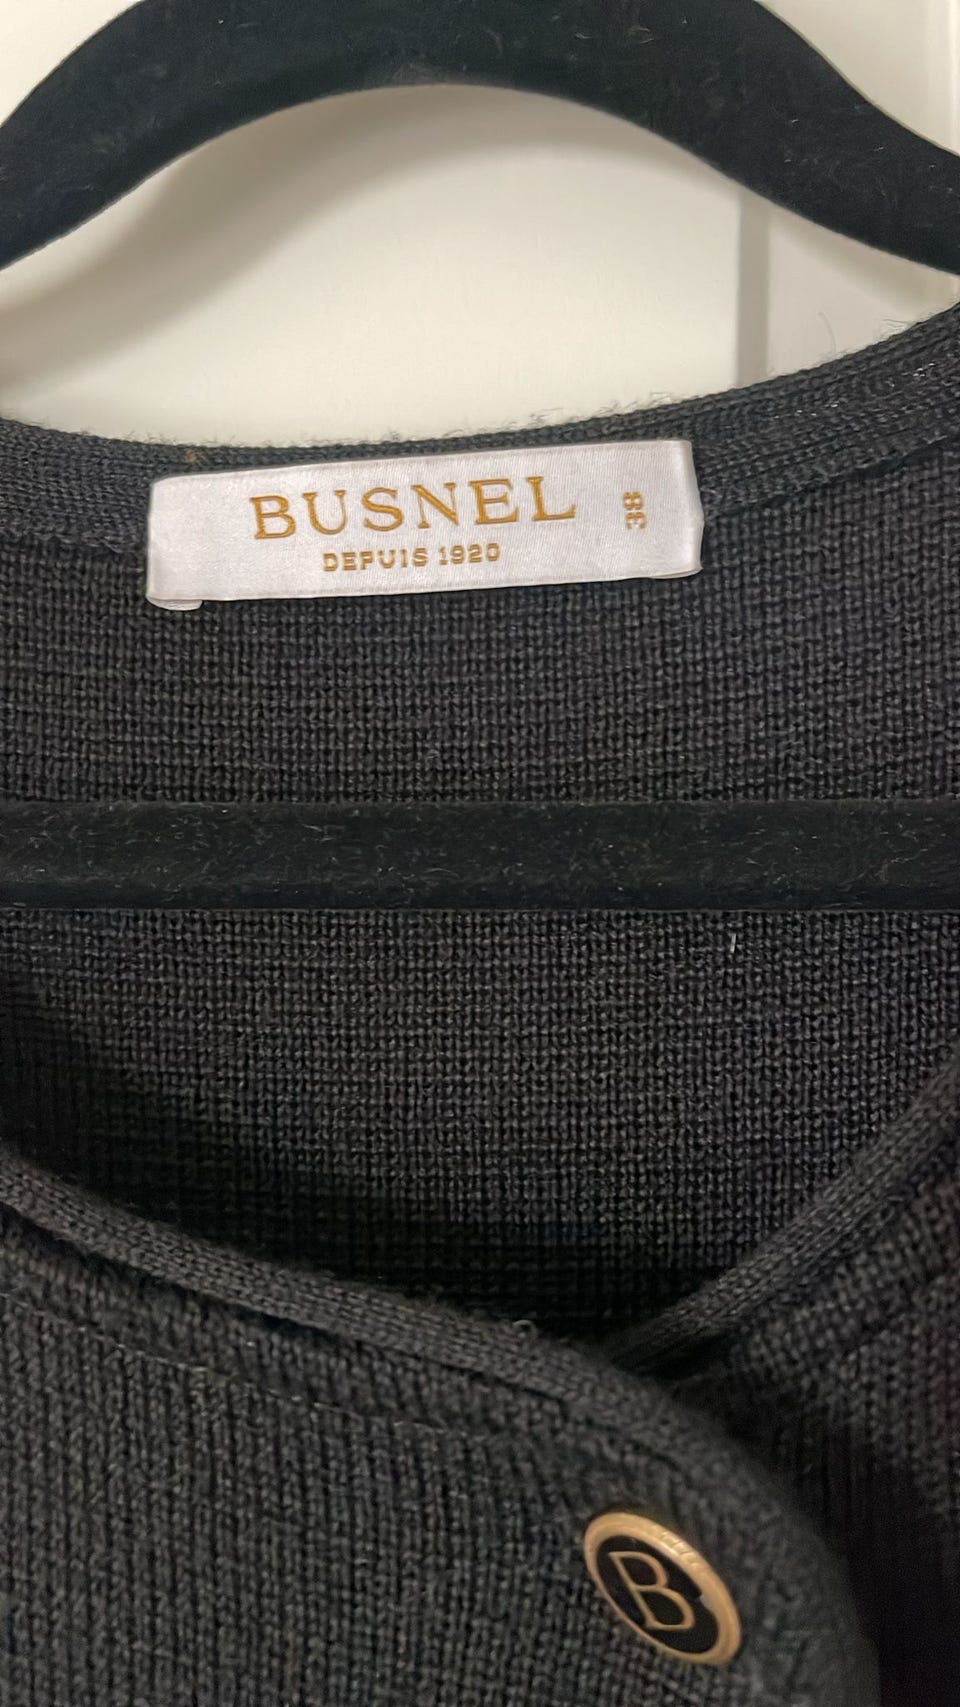 BUSNEL
38
DEPUIS 1920
B